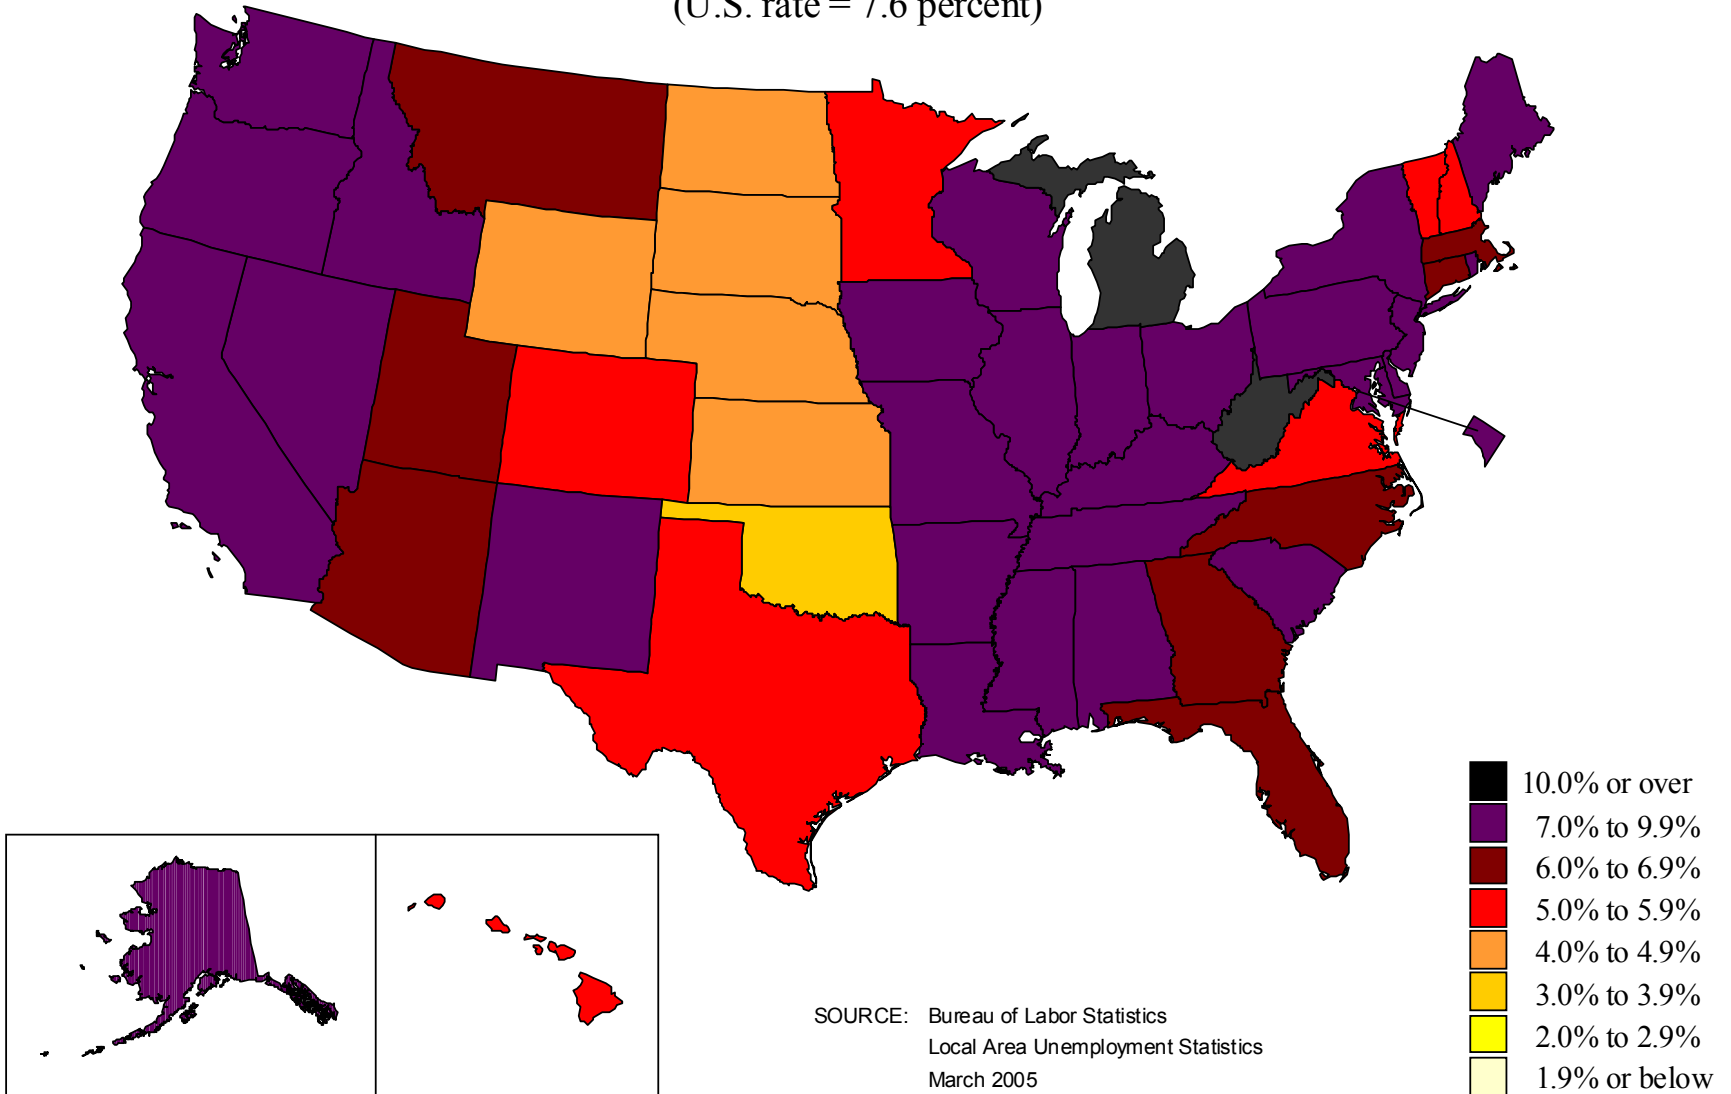 (U.S. rate = 7.6 percent)
10.0% or over
7.0% to 9.9%
6.0% to 6.9%
5.0% to 5.9%
4.0% to 4.9%
3.0% to 3.9%
2.0% to 2.9%
1.9% or below
SOURCE: Bureau of Labor Statistics
Local Area Unemployment Statistics
March 2005